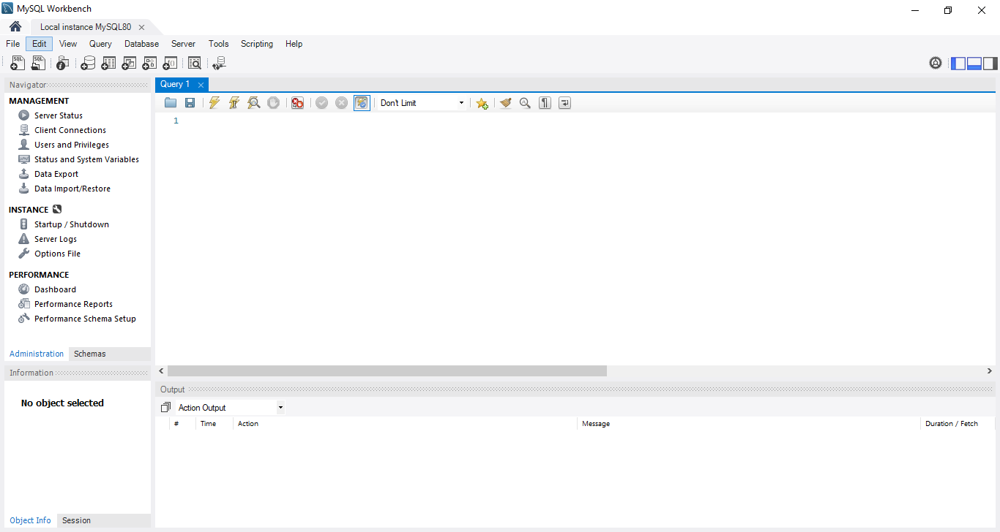 MySQL Workbench
Local instance MySQL80
File Edit View Query Database Server Tools Scripting Help
SQL SQL
Navigator
MANAGEMENT
Server Status
Client Connections
Users and Privileges
Status and System Variables
Data Export
Data Import/Restore
INSTANCE
Startup / Shutdown
Server Logs
Options File
PERFORMANCE
Dashboard
Performance Reports
Performance Schema Setup
Administration Schemas
Information
No object selected
Object Info Session
Query 1
Don't Limit
1
Output
Action Output
# Time Action Message Duration / Fetch